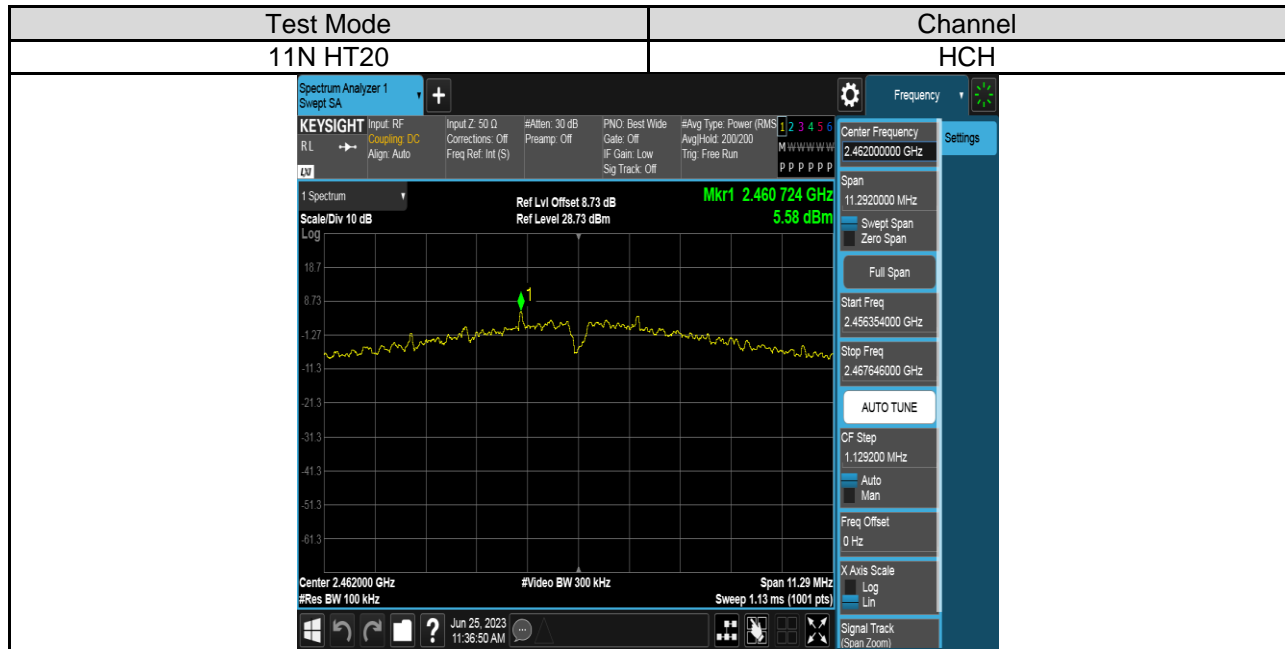 Test Mode Channel
11N HT20 HCH
Spectrum Analyzer 1
Swept SA
+
Frequency
KEYSIGHT
RL
LXI
Input: RF
Coupling: DC
Align: Auto
Input Z: 50 Ω
Corrections: Off
Freq Ref: Int (S)
#Atten: 30 dB
Preamp: Off
PNO: Best Wide
Gate: Off
IF Gain: Low
Sig Track: Off
#Avg Type: Power (RMS
Avg|Hold: 200/200
Trig: Free Run
1 2 3 4 5 6
M W W W W W
P P P P P P
1 Spectrum
Scale/Div 10 dB
Log
Ref Lvl Offset 8.73 dB
Ref Level 28.73 dBm
Mkr1 2.460 724 GHz
5.58 dBm
18.7
8.73
-1.27
-11.3
-21.3
-31.3
-41.3
-51.3
-61.3
1
Center 2.462000 GHz
#Res BW 100 kHz
#Video BW 300 kHz
Span 11.29 MHz
Sweep 1.13 ms (1001 pts)
Center Frequency
2.462000000 GHz
Settings
Span
11.2920000 MHz
Swept Span
Zero Span
Full Span
Start Freq
2.456354000 GHz
Stop Freq
2.467646000 GHz
AUTO TUNE
CF Step
1.129200 MHz
Auto
Man
Freq Offset
0 Hz
X Axis Scale
Log
Lin
Signal Track
(Span Zoom)
?
Jun 25, 2023
11:36:50 AM